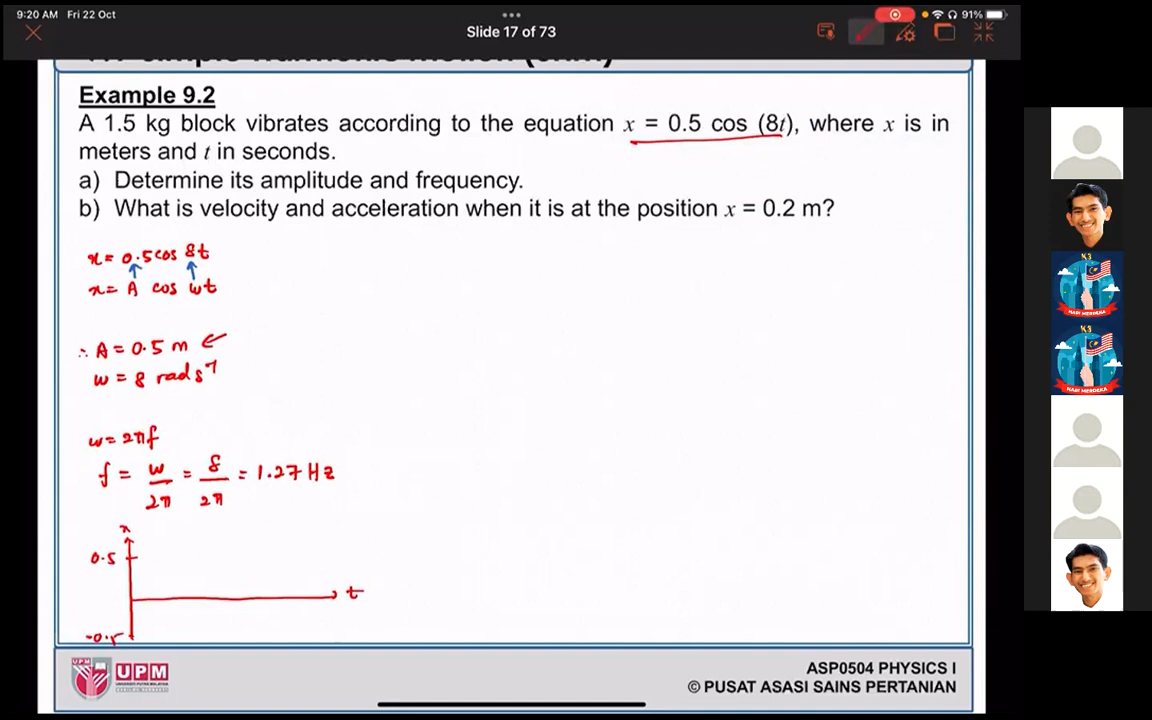 9:20 AM Fri 22 Oct
91%
Slide 17 of 73
Example 9.2
A 1.5 kg block vibrates according to the equation x = 0.5 cos (8t), where x is in
meters and t in seconds.
a) Determine its amplitude and frequency.
b) What is velocity and acceleration when it is at the position x = 0.2 m?
x = 0.5 cos 8t
x = A cos ωt
∴ A = 0.5 m
ω = 8 rad s⁻¹
ω = 2πf
f = ω/2π = 8/2π = 1.27 Hz
x
0.5
t
-0.5
UPM
ASP0504 PHYSICS I
© PUSAT ASASI SAINS PERTANIAN
HARI MERDEKA
HARI MERDEKA